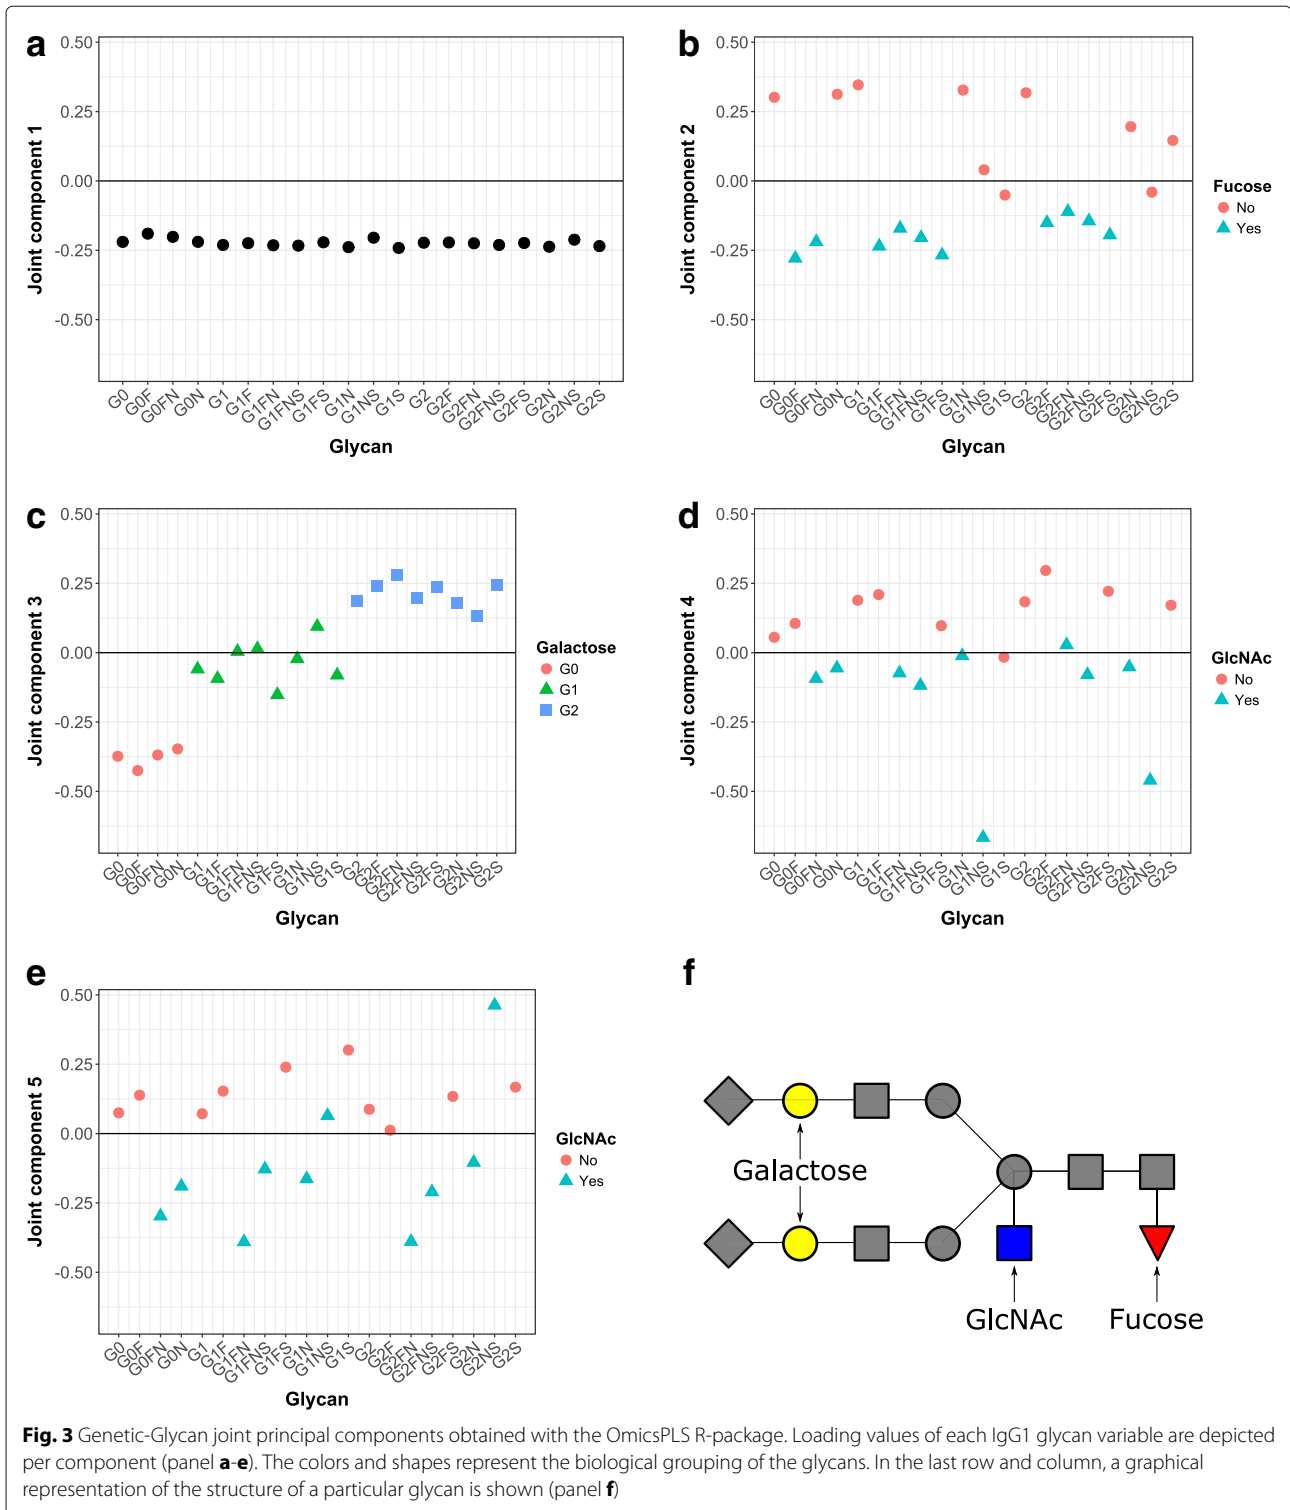 a
0.50
0.25
0.00
-0.25
-0.50
Joint component 1
G0 G0F G0FN G0N G1 G1F G1FN G1FNS G1FS G1N G1NS G1S G2 G2F G2FN G2FNS G2FS G2N G2NS G2S
Glycan
b
0.50
0.25
0.00
-0.25
-0.50
Joint component 2
G0 G0F G0FN G0N G1 G1F G1FN G1FNS G1FS G1N G1NS G1S G2 G2F G2FN G2FNS G2FS G2N G2NS G2S
Glycan
Fucose
No
Yes
c
0.50
0.25
0.00
-0.25
-0.50
Joint component 3
G0 G0F G0FN G0N G1 G1F G1FN G1FNS G1FS G1N G1NS G1S G2 G2F G2FN G2FNS G2FS G2N G2NS G2S
Glycan
Galactose
G0
G1
G2
d
0.50
0.25
0.00
-0.25
-0.50
Joint component 4
G0 G0F G0FN G0N G1 G1F G1FN G1FNS G1FS G1N G1NS G1S G2 G2F G2FN G2FNS G2FS G2N G2NS G2S
Glycan
GlcNAc
No
Yes
e
0.50
0.25
0.00
-0.25
-0.50
Joint component 5
G0 G0F G0FN G0N G1 G1F G1FN G1FNS G1FS G1N G1NS G1S G2 G2F G2FN G2FNS G2FS G2N G2NS G2S
Glycan
GlcNAc
No
Yes
f
Galactose
GlcNAc
Fucose
Fig. 3 Genetic-Glycan joint principal components obtained with the OmicsPLS R-package. Loading values of each IgG1 glycan variable are depicted
per component (panel a-e). The colors and shapes represent the biological grouping of the glycans. In the last row and column, a graphical
representation of the structure of a particular glycan is shown (panel f)